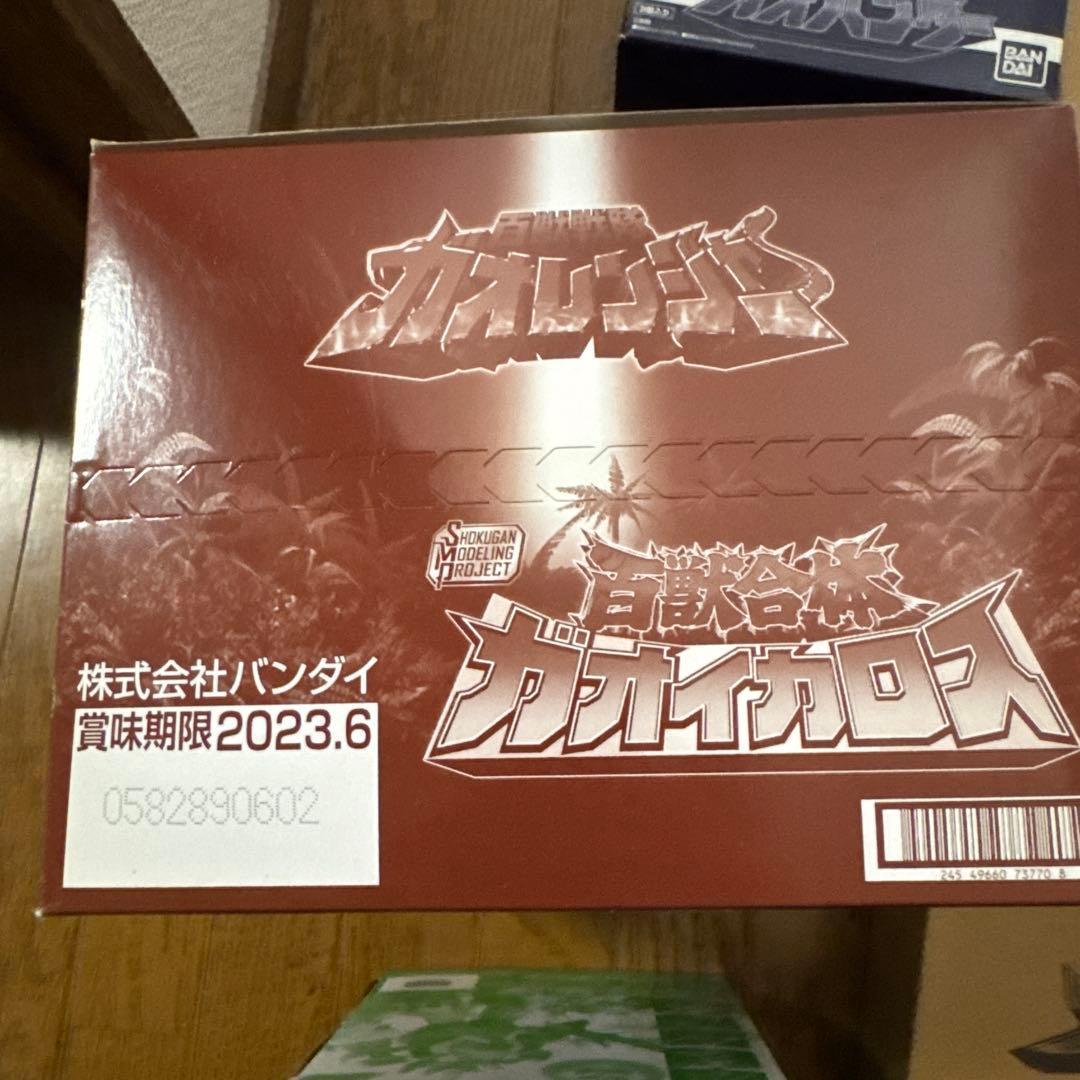 BAN
DAI
百獣戦隊
ガオレンジャー
SHOKUGAN
MODELING
PROJECT
百獣合体
ガオイカロス
株式会社バンダイ
賞味期限2023.6
0582890602
245 49660 73770 8